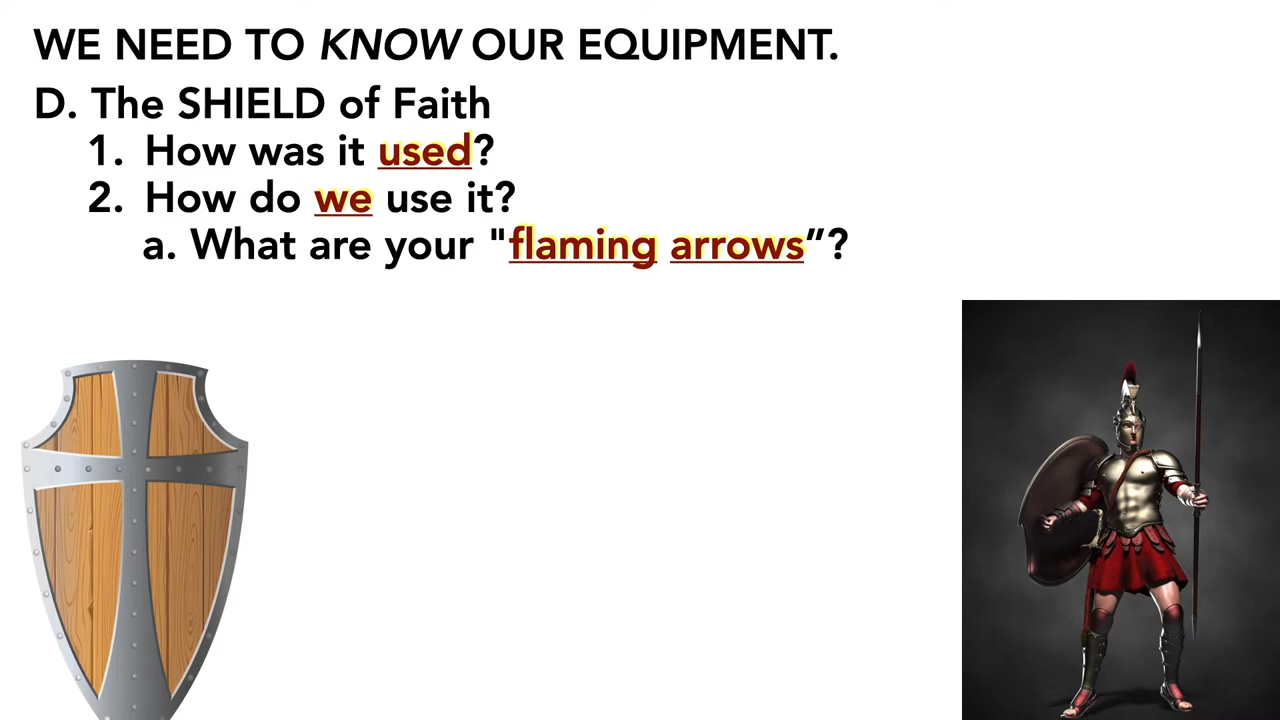 WE NEED TO KNOW OUR EQUIPMENT.
D. The SHIELD of Faith
1. How was it used?
2. How do we use it?
a. What are your "flaming arrows”?